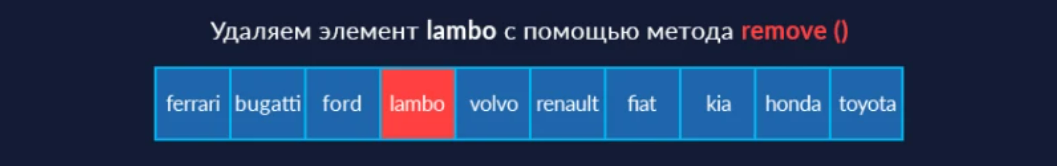 Удаляем элемент lambo с помощью метода remove ()
ferrari bugatti ford lambo volvo renault fiat kia honda toyota